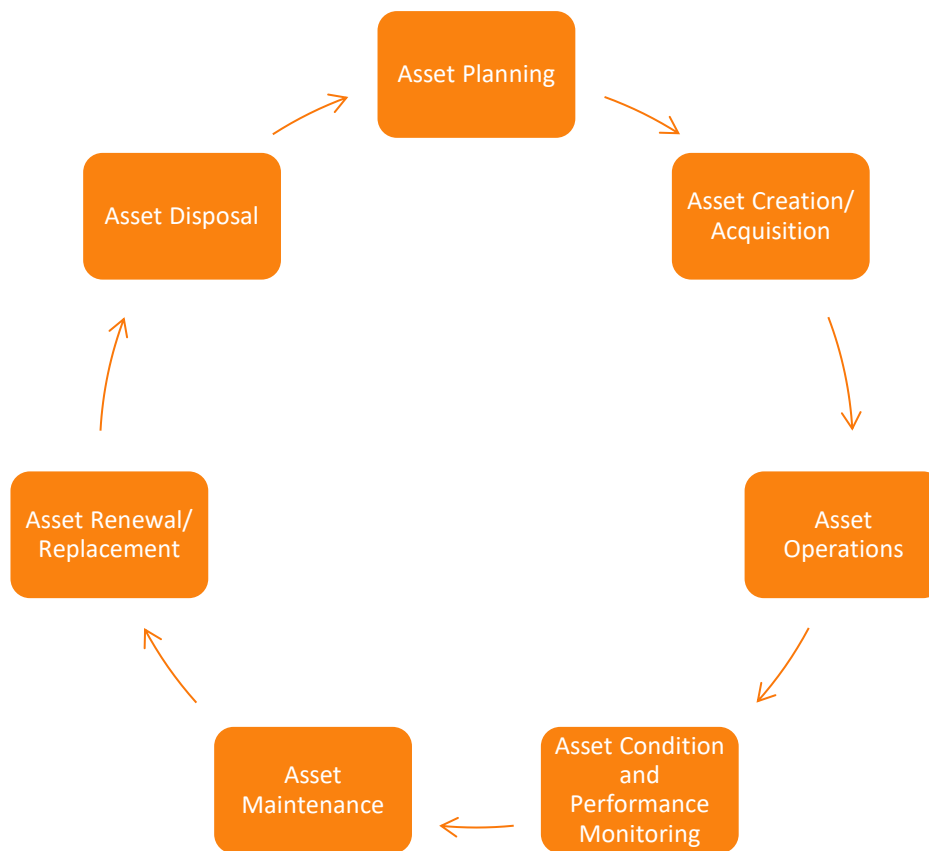 Asset Planning
Asset Creation/
Acquisition
Asset
Operations
Asset Condition
and
Performance
Monitoring
Asset
Maintenance
Asset Renewal/
Replacement
Asset Disposal